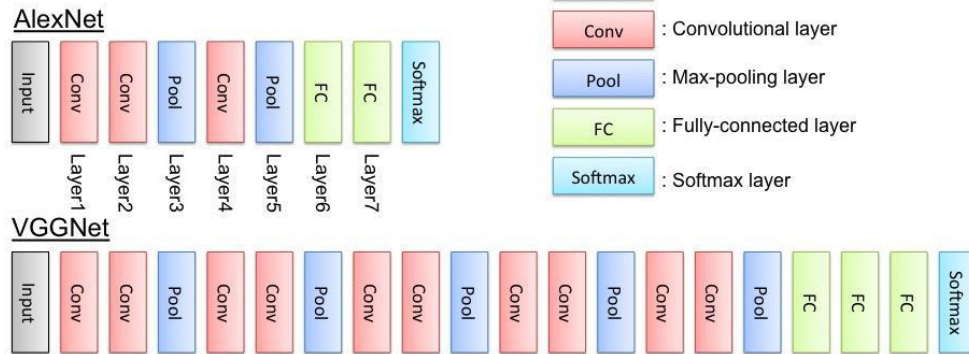 AlexNet
Input Conv Conv Pool Conv Pool FC FC Softmax
Layer1 Layer2 Layer3 Layer4 Layer5 Layer6 Layer7
Conv : Convolutional layer
Pool : Max-pooling layer
FC : Fully-connected layer
Softmax : Softmax layer
VGGNet
Input Conv Conv Pool Conv Conv Pool Conv Conv Pool Conv Conv Pool Conv Conv Pool FC FC FC Softmax